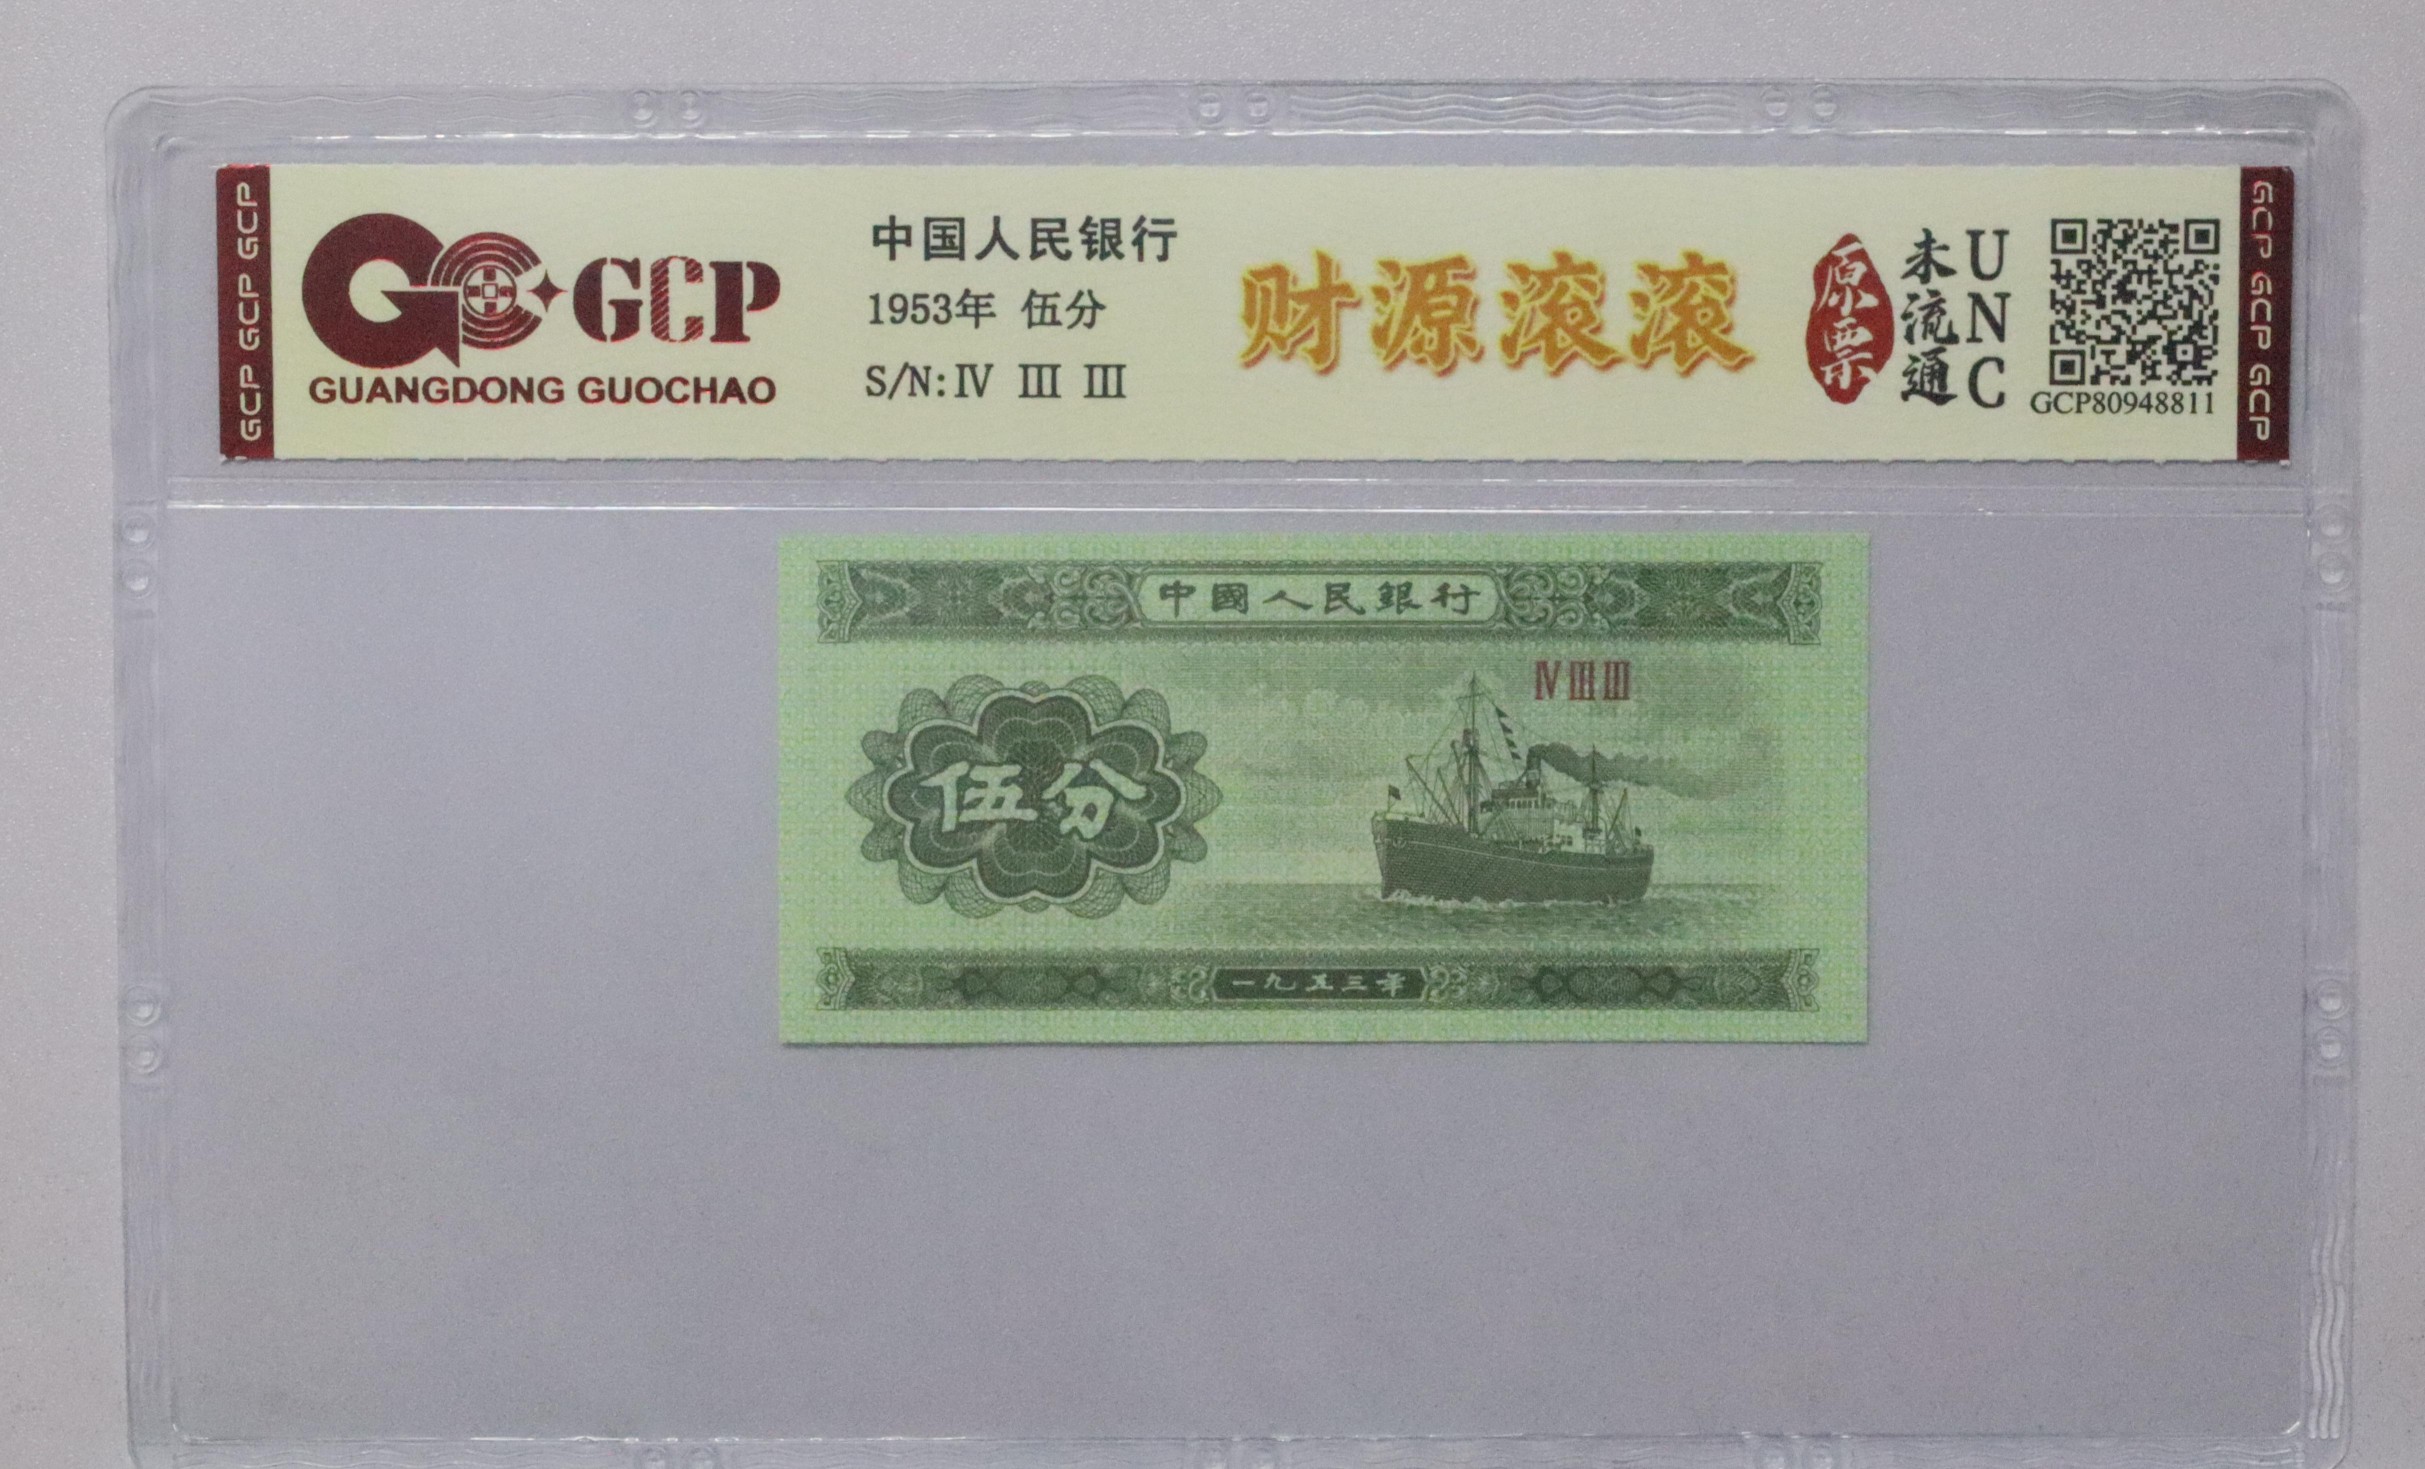 GCP GCP GCP
GCP
GUANGDONG GUOCHAO
中国人民银行
1953年 伍分
S/N:Ⅳ Ⅲ Ⅲ
财源滚滚
原票
未流通
UNC
GCP80948811
GCP GCP GCP
中國人民銀行
Ⅳ Ⅲ Ⅲ
伍分
一九五三年